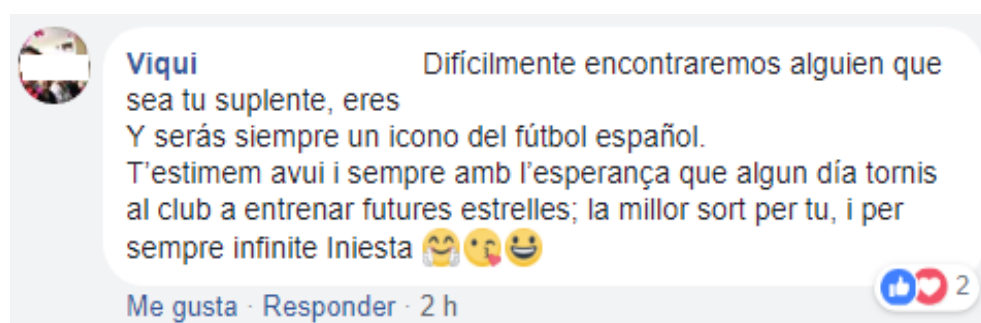 Viqui Difícilmente encontraremos alguien que
sea tu suplente, eres
Y serás siempre un icono del fútbol español.
T'estimem avui i sempre amb l'esperança que algun día tornis
al club a entrenar futures estrelles; la millor sort per tu, i per
sempre infinite Iniesta 🤗😘😀
Me gusta · Responder · 2 h
2